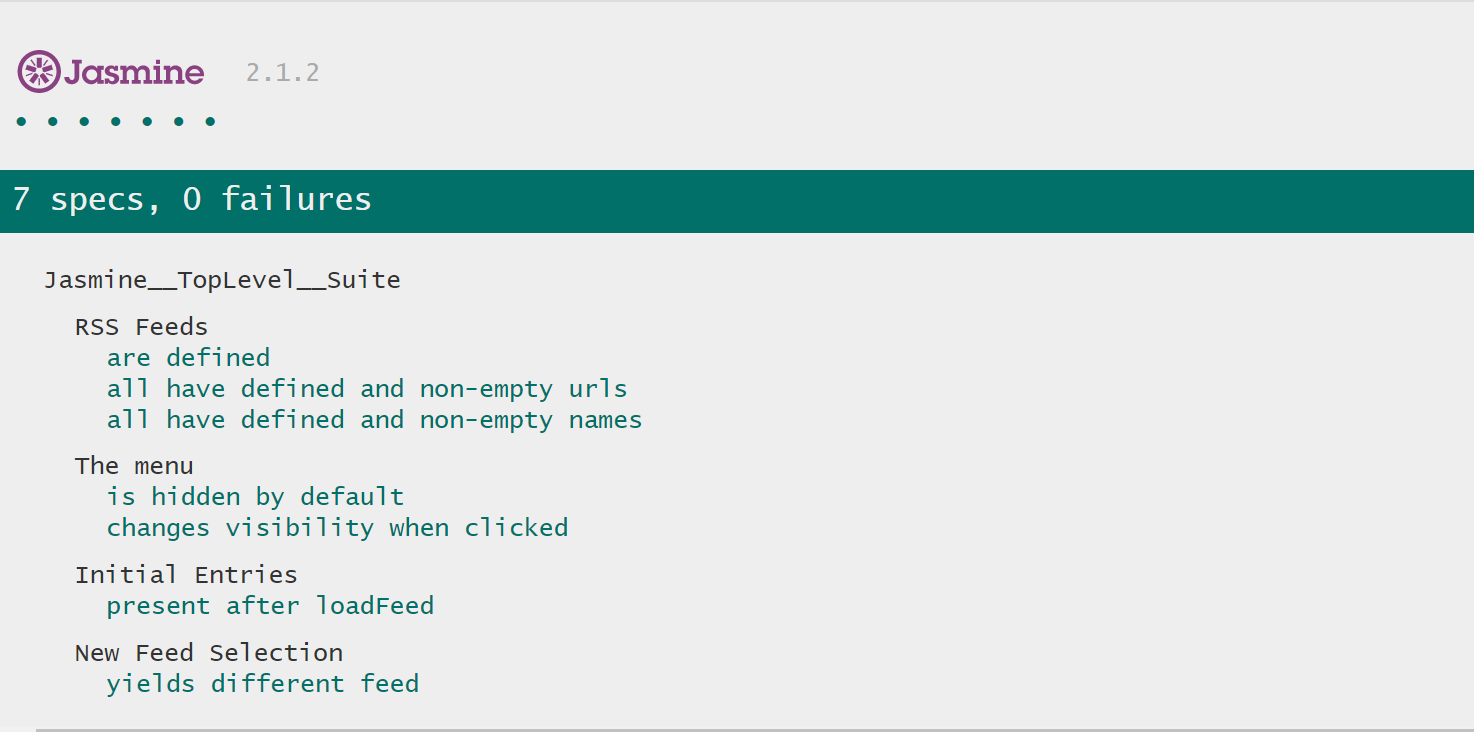 Jasmine 2.1.2
• • • • • • •
7 specs, 0 failures
Jasmine__TopLevel__Suite
RSS Feeds
are defined
all have defined and non-empty urls
all have defined and non-empty names
The menu
is hidden by default
changes visibility when clicked
Initial Entries
present after loadFeed
New Feed Selection
yields different feed